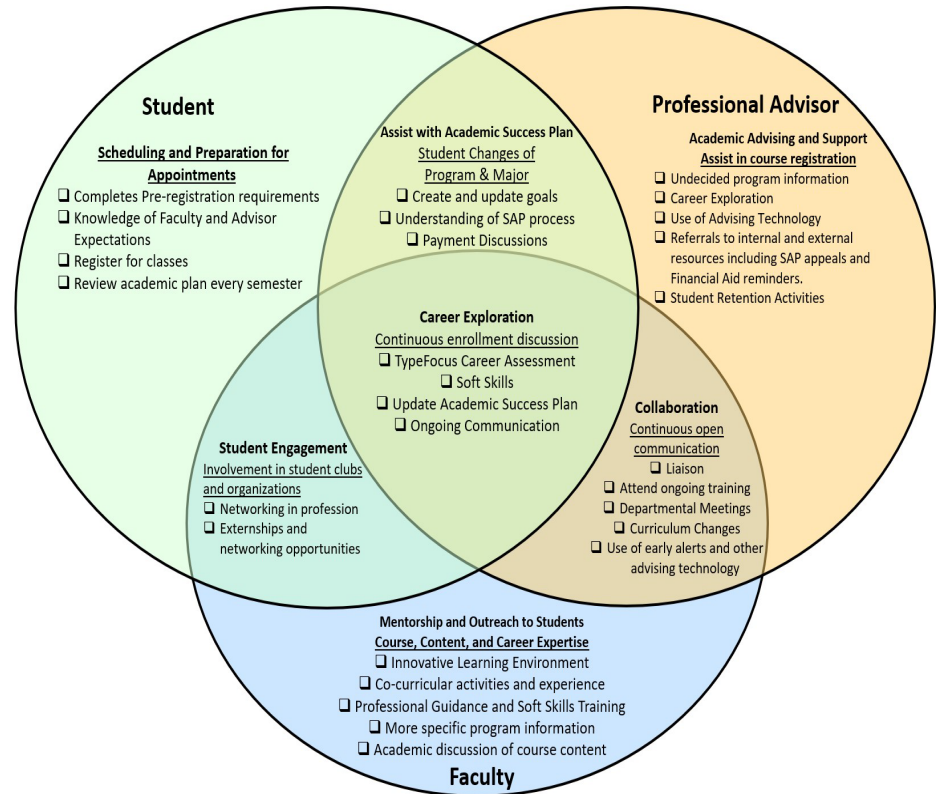 Student
Scheduling and Preparation for
Appointments
❑ Completes Pre-registration requirements
❑ Knowledge of Faculty and Advisor
Expectations
❑ Register for classes
❑ Review academic plan every semester
Assist with Academic Success Plan
Student Changes of
Program & Major
❑ Create and update goals
❑ Understanding of SAP process
❑ Payment Discussions
Professional Advisor
Academic Advising and Support
Assist in course registration
❑ Undecided program information
❑ Career Exploration
❑ Use of Advising Technology
❑ Referrals to internal and external
resources including SAP appeals and
Financial Aid reminders.
❑ Student Retention Activities
Career Exploration
Continuous enrollment discussion
❑ TypeFocus Career Assessment
❑ Soft Skills
❑ Update Academic Success Plan
❑ Ongoing Communication
Student Engagement
Involvement in student clubs
and organizations
❑ Networking in profession
❑ Externships and
networking opportunities
Collaboration
Continuous open
communication
❑ Liaison
❑ Attend ongoing training
❑ Departmental Meetings
❑ Curriculum Changes
❑ Use of early alerts and other
advising technology
Mentorship and Outreach to Students
Course, Content, and Career Expertise
❑ Innovative Learning Environment
❑ Co-curricular activities and experience
❑ Professional Guidance and Soft Skills Training
❑ More specific program information
❑ Academic discussion of course content
Faculty